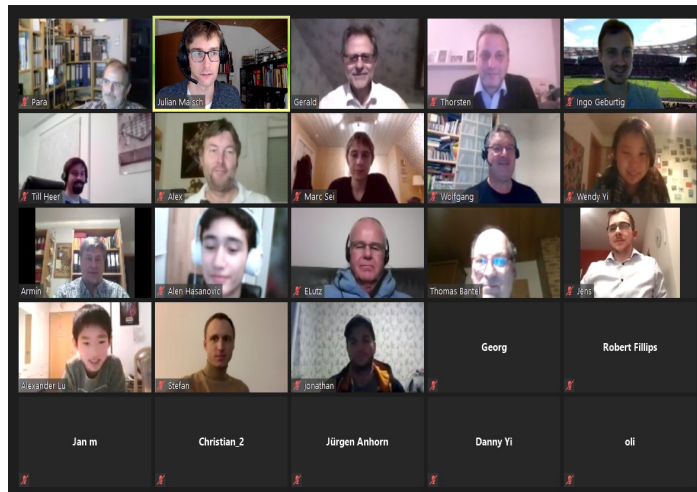 Para
Julian Maisch
Gerald
Thorsten
Ingo Geburtig
Till Heer
Alex
Marc Sei
Wolfgang
Wendy Yi
Armin
Alen Hasanovic
ELutz
Thomas Bantel
Jens
Alexander Lu
Stefan
jonathan
Georg
Robert Fillips
Jan m
Christian_2
Jürgen Anhorn
Danny Yi
oli